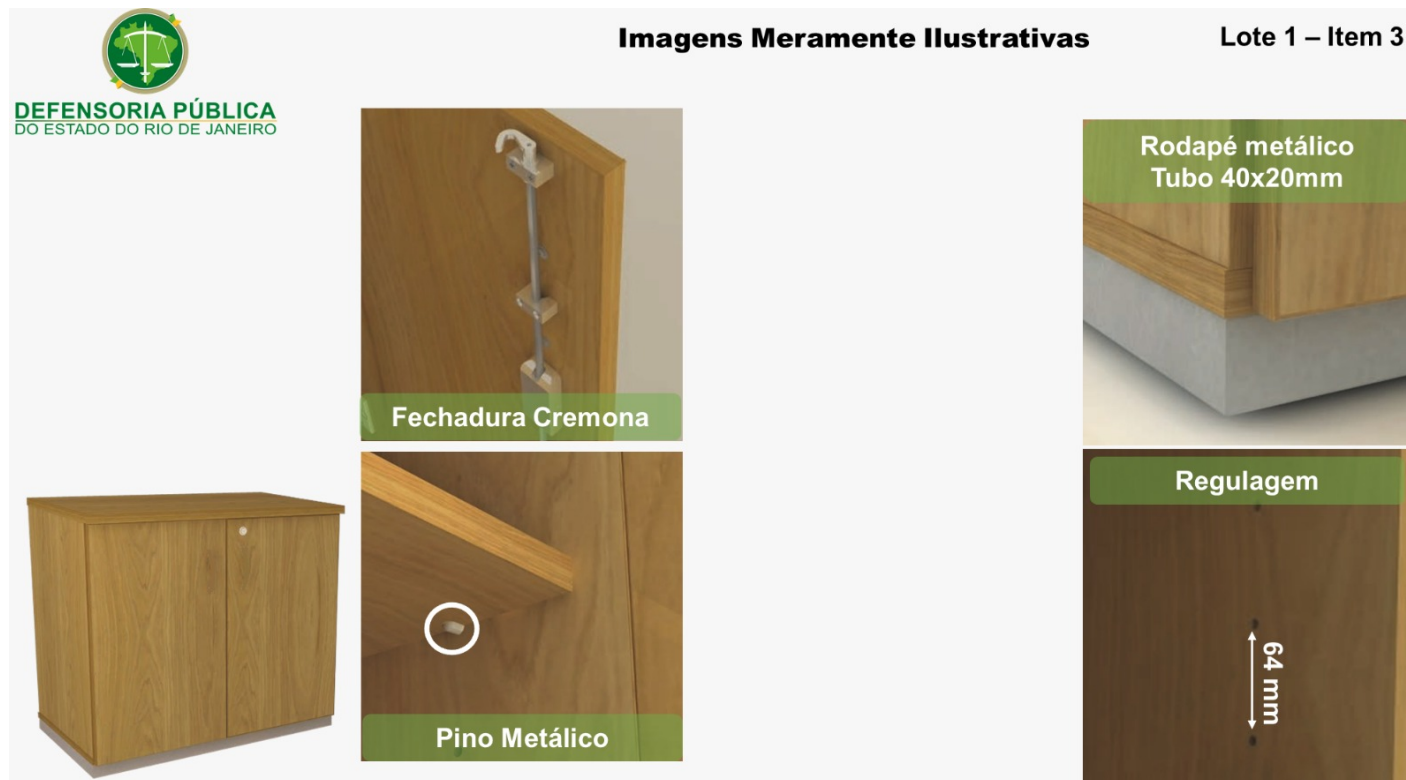 Imagens Meramente Ilustrativas
Lote 1 – Item 3
DEFENSORIA PÚBLICA
DO ESTADO DO RIO DE JANEIRO
Rodapé metálico
Tubo 40x20mm
Fechadura Cremona
Regulagem
64 mm
Pino Metálico